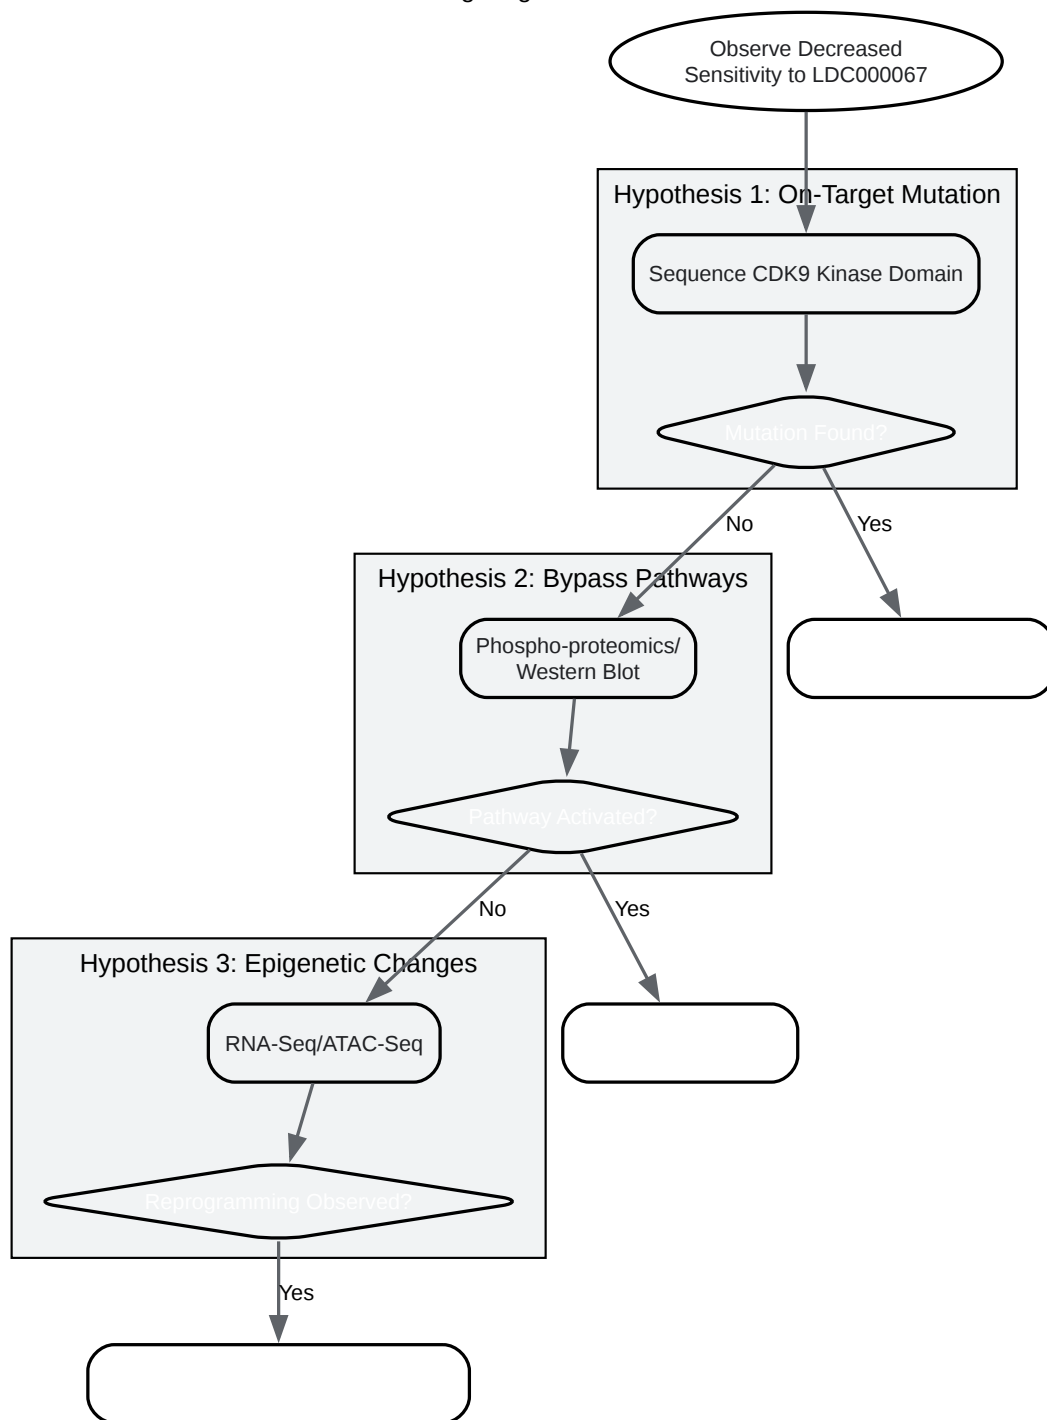 Observe Decreased
Sensitivity to LDC000067
Hypothesis 1: On-Target Mutation
Sequence CDK9 Kinase Domain
Mutation Found?
No
Yes
Hypothesis 2: Bypass Pathways
Phospho-proteomics/
Western Blot
Pathway Activated?
No
Yes
Hypothesis 3: Epigenetic Changes
RNA-Seq/ATAC-Seq
Reprogramming Observed?
Yes